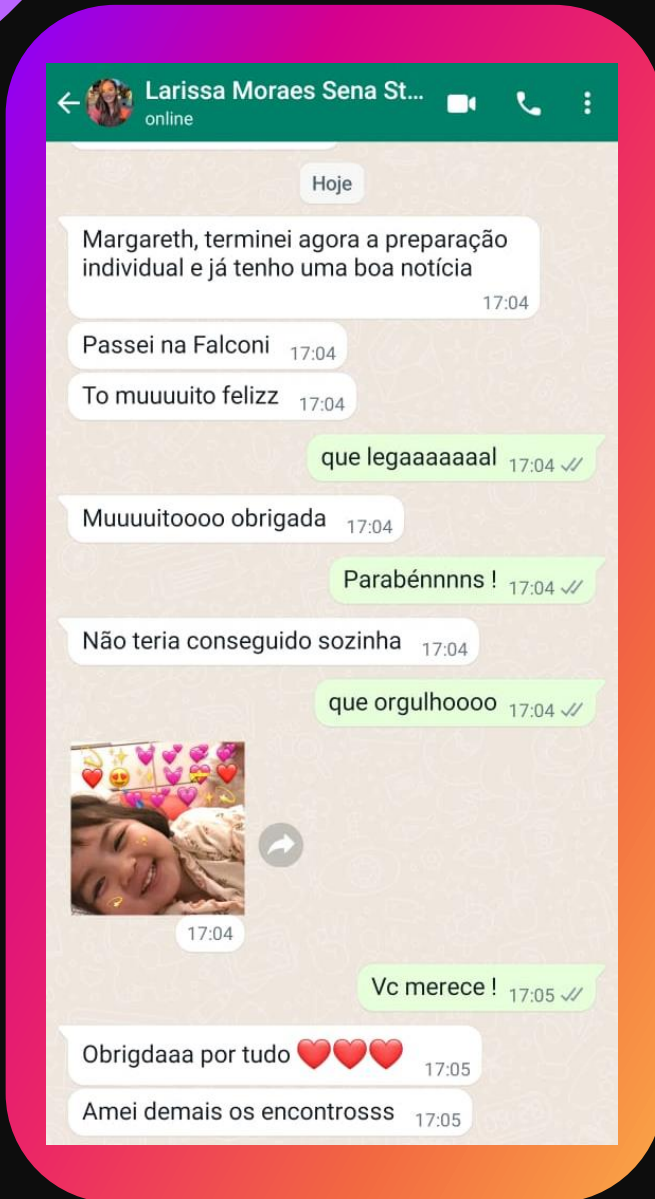 Larissa Moraes Sena St...
online
Hoje
Margareth, terminei agora a preparação
individual e já tenho uma boa notícia
17:04
Passei na Falconi 17:04
To muuuuito felizz 17:04
que legaaaaaaal 17:04
Muuuuitoooo obrigada 17:04
Parabénnnns ! 17:04
Não teria conseguido sozinha 17:04
que orgulhoooo 17:04
17:04
Vc merece ! 17:05
Obrigdaaa por tudo ❤️❤️❤️ 17:05
Amei demais os encontrosss 17:05